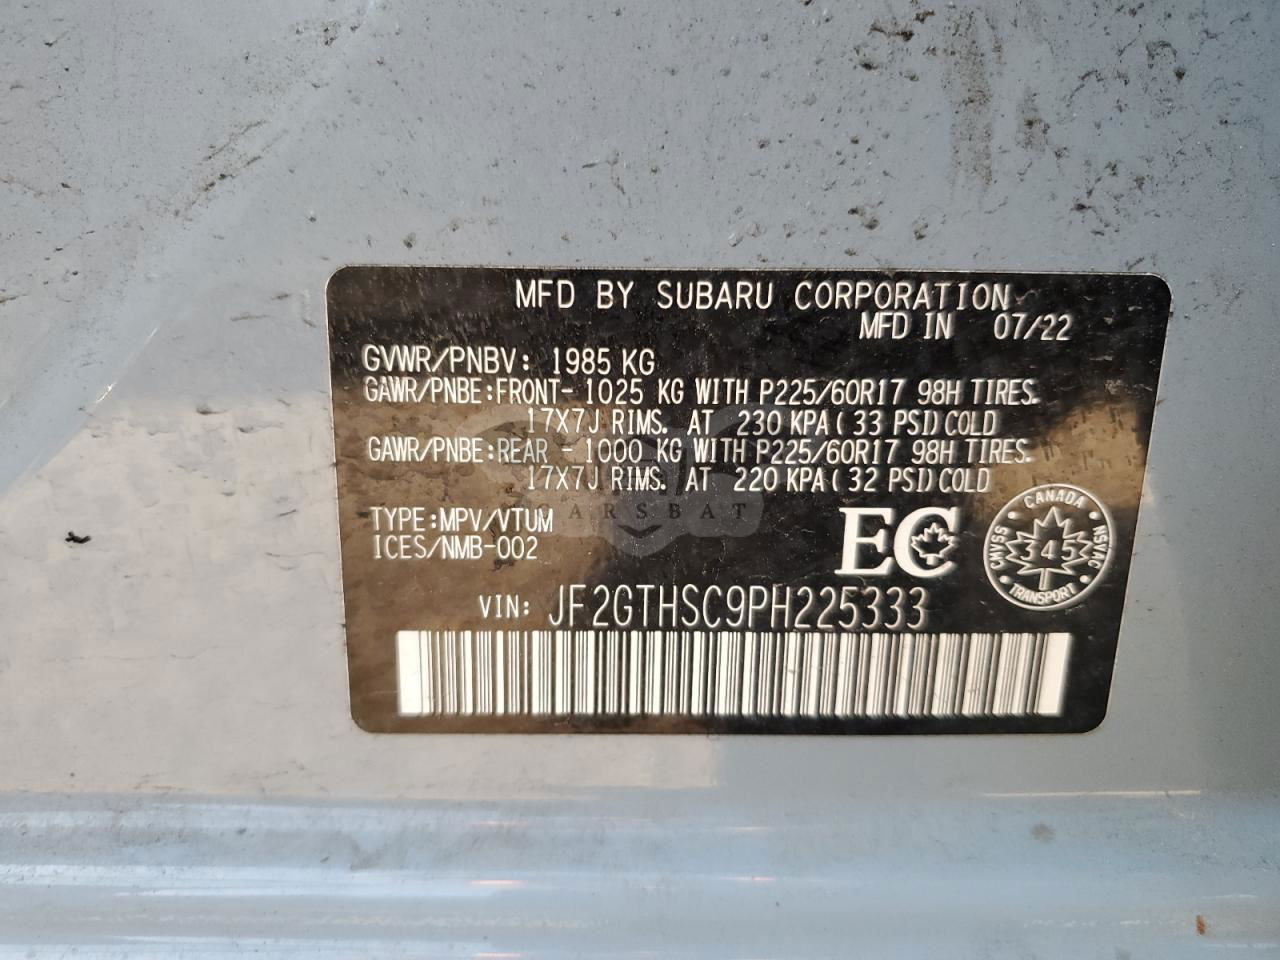 MFD BY SUBARU CORPORATION
MFD IN 07/22
GVWR/PNBV: 1985 KG
GAWR/PNBE:FRONT- 1025 KG WITH P225/60R17 98H TIRES.
17X7J RIMS. AT 230 KPA(33 PSI)COLD
GAWR/PNBE:REAR - 1000 KG WITH P225/60R17 98H TIRES.
17X7J RIMS. AT 220 KPA(32 PSI)COLD
CARSBAT
TYPE:MPV/VTUM
ICES/NMB-002
EC
CANADA
CMVSS 345 NSVAC
TRANSPORT
VIN: JF2GTHSC9PH225333